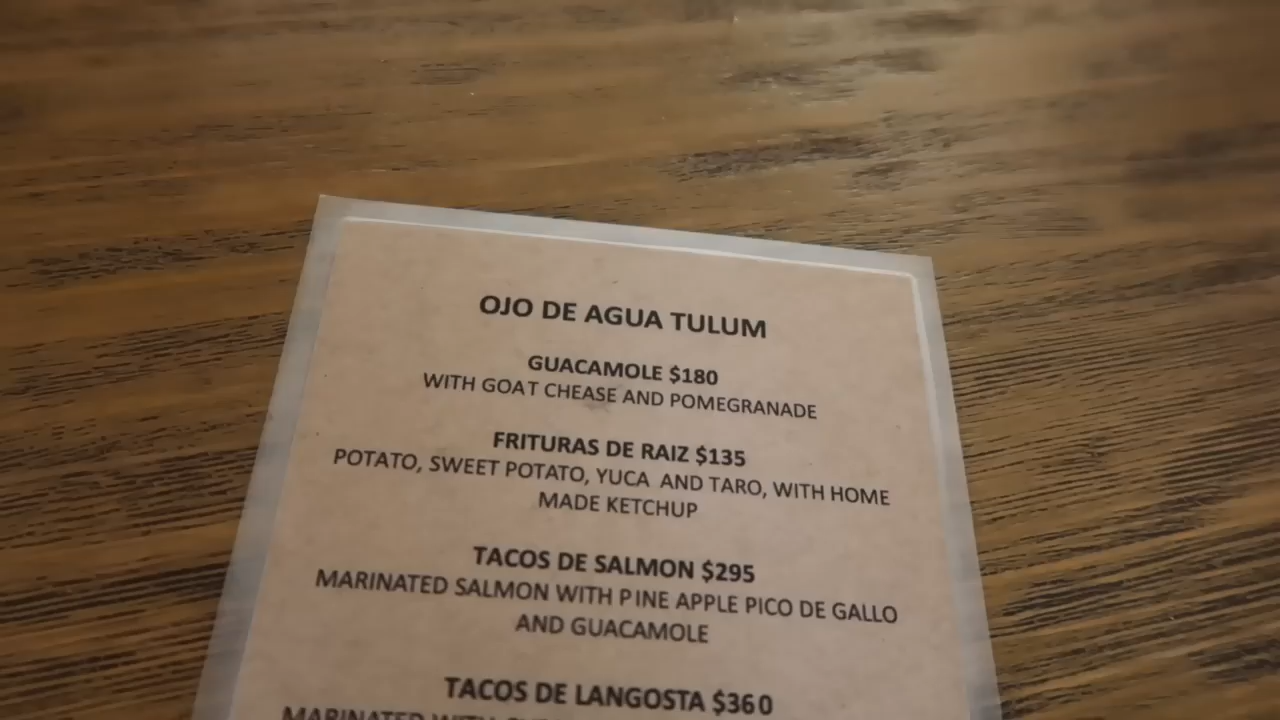 OJO DE AGUA TULUM
GUACAMOLE $180
WITH GOAT CHEASE AND POMEGRANADE
FRITURAS DE RAIZ $135
POTATO, SWEET POTATO, YUCA AND TARO, WITH HOME
MADE KETCHUP
TACOS DE SALMON $295
MARINATED SALMON WITH PINE APPLE PICO DE GALLO
AND GUACAMOLE
TACOS DE LANGOSTA $360
MARINATED WITH